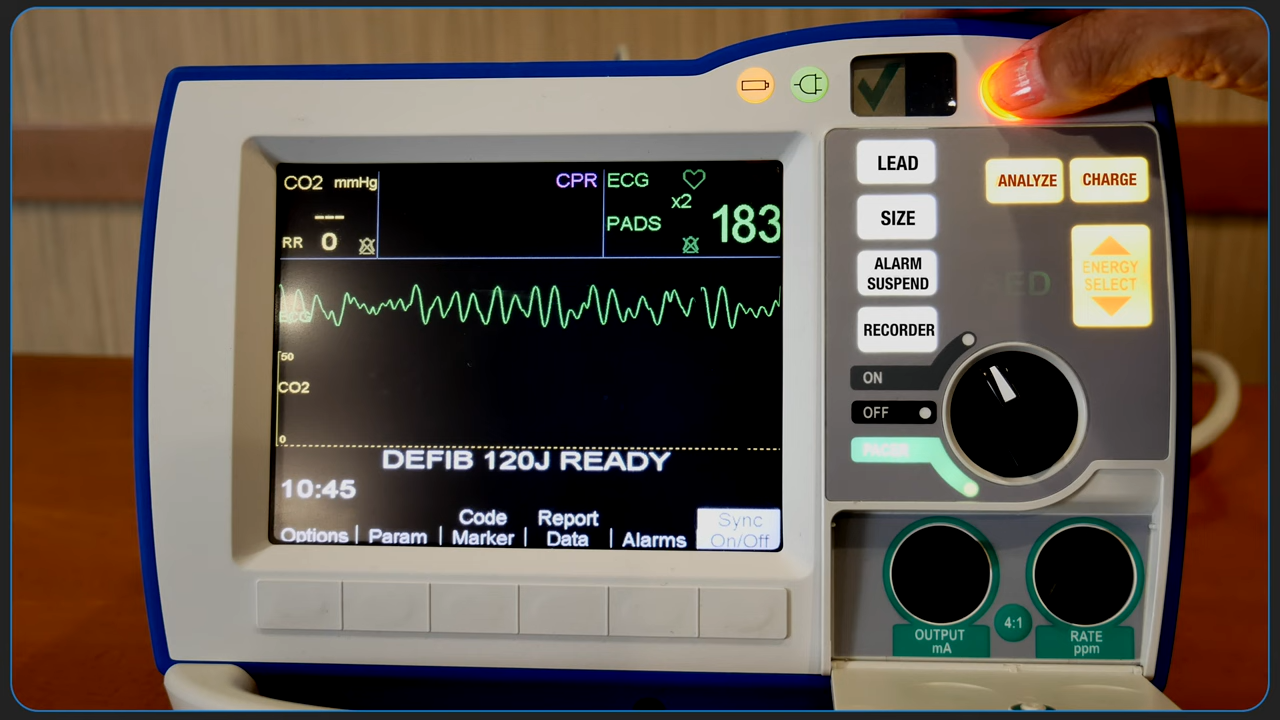 CO2 mmHg
---
RR 0
CPR
ECG
x2
PADS
183
ECG
50
CO2
0
DEFIB 120J READY
10:45
Options
Param
Code
Marker
Report
Data
Alarms
Sync
On/Off
LEAD
SIZE
ALARM
SUSPEND
RECORDER
ANALYZE
CHARGE
ENERGY
SELECT
ON
OFF
PACER
OUTPUT
mA
4:1
RATE
ppm